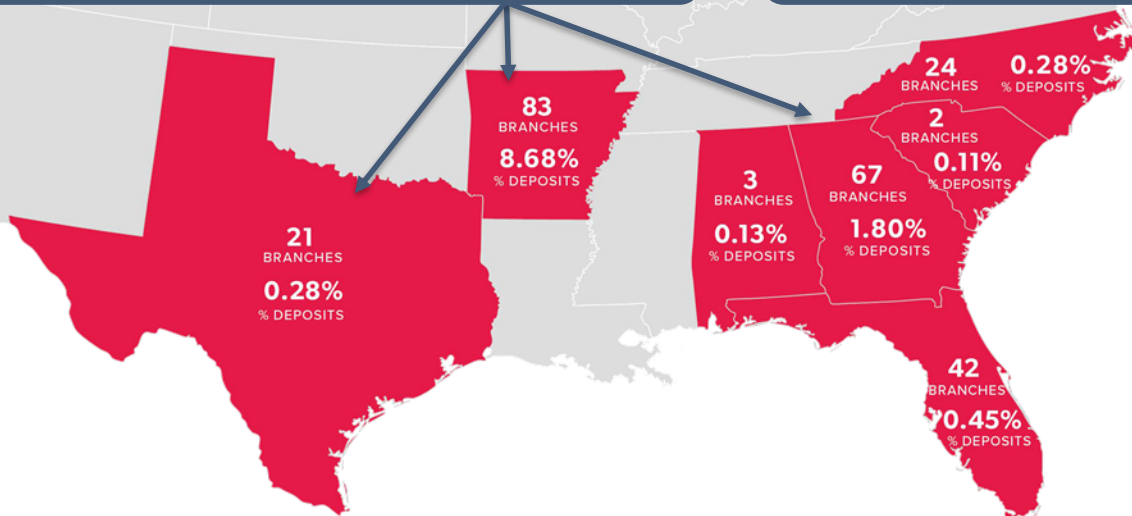 24
BRANCHES
0.28%
% DEPOSITS
83
BRANCHES
8.68%
% DEPOSITS
2
BRANCHES
0.11%
% DEPOSITS
3
BRANCHES
0.13%
% DEPOSITS
67
BRANCHES
1.80%
% DEPOSITS
21
BRANCHES
0.28%
% DEPOSITS
42
BRANCHES
0.45%
% DEPOSITS